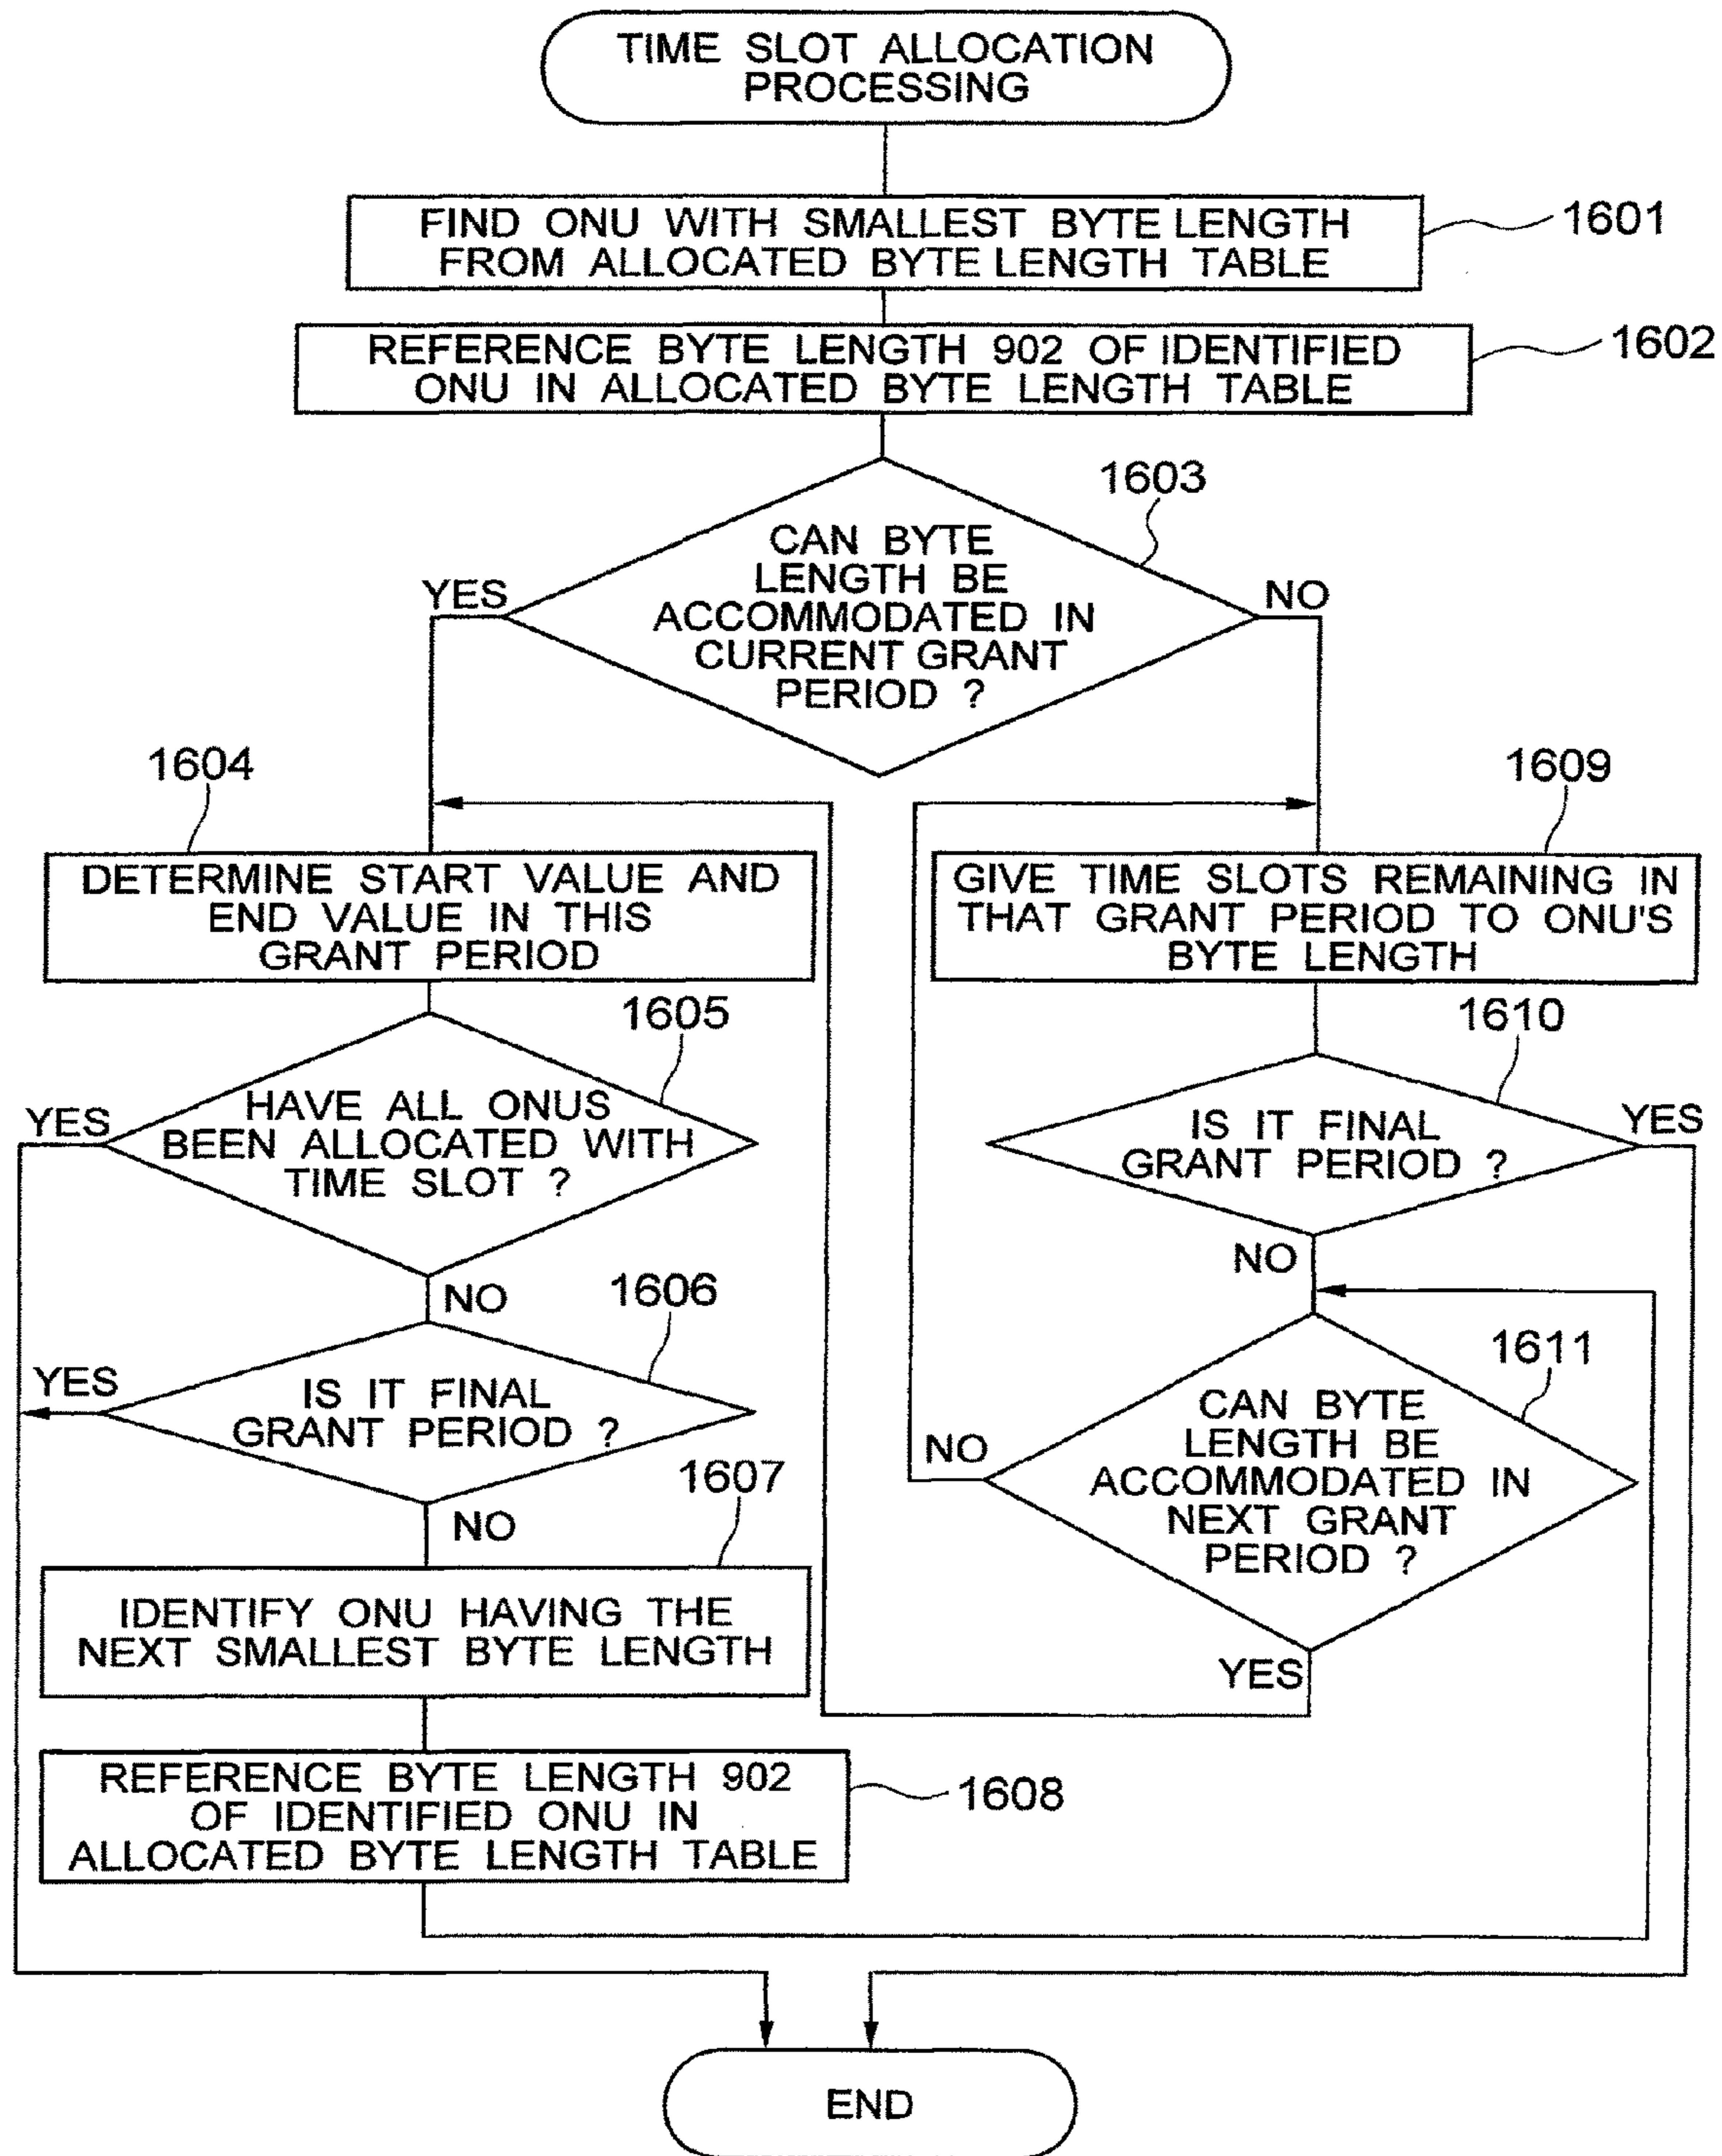 TIME SLOT ALLOCATION
PROCESSING
FIND ONU WITH SMALLEST BYTE LENGTH
FROM ALLOCATED BYTE LENGTH TABLE
1601
REFERENCE BYTE LENGTH 902 OF IDENTIFIED
ONU IN ALLOCATED BYTE LENGTH TABLE
1602
1603
CAN BYTE
LENGTH BE
ACCOMMODATED IN
CURRENT GRANT
PERIOD ?
YES
NO
1604
DETERMINE START VALUE AND
END VALUE IN THIS
GRANT PERIOD
1605
HAVE ALL ONUS
BEEN ALLOCATED WITH
TIME SLOT ?
YES
NO
1606
IS IT FINAL
GRANT PERIOD ?
YES
NO
1607
IDENTIFY ONU HAVING THE
NEXT SMALLEST BYTE LENGTH
REFERENCE BYTE LENGTH 902
OF IDENTIFIED ONU IN
ALLOCATED BYTE LENGTH TABLE
1608
1609
GIVE TIME SLOTS REMAINING IN
THAT GRANT PERIOD TO ONU'S
BYTE LENGTH
1610
IS IT FINAL
GRANT PERIOD ?
YES
NO
1611
CAN BYTE
LENGTH BE
ACCOMMODATED IN
NEXT GRANT
PERIOD ?
NO
YES
END